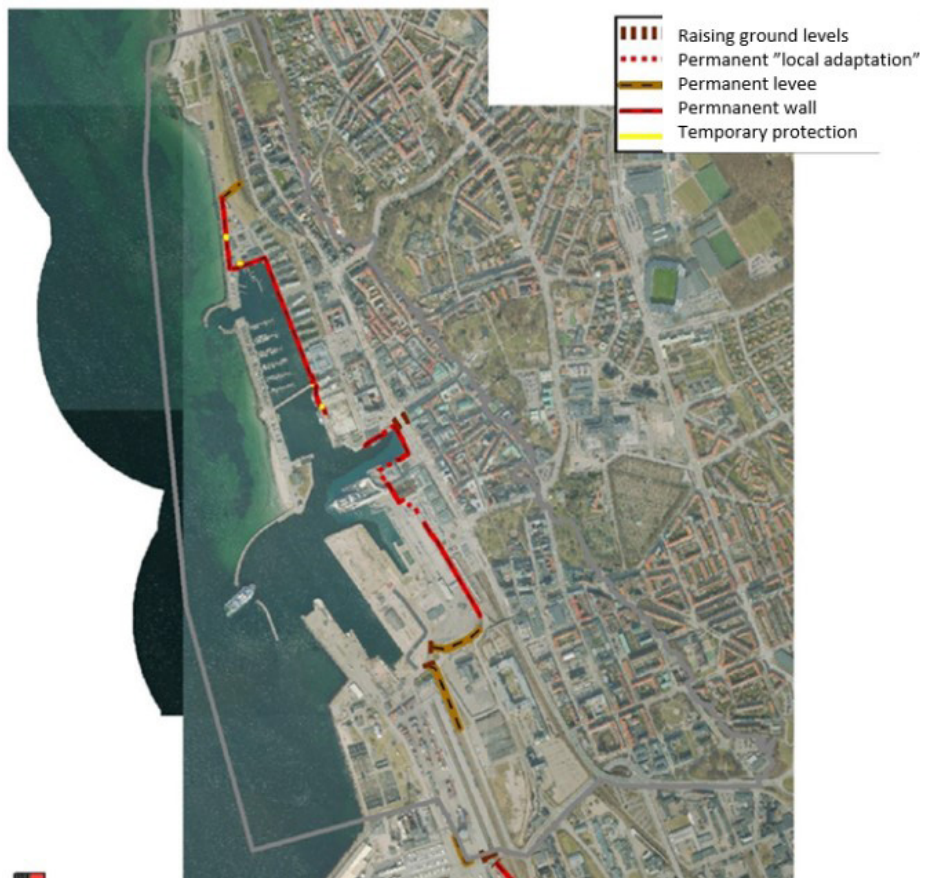 Raising ground levels
Permanent ”local adaptation”
Permanent levee
Permnanent wall
Temporary protection